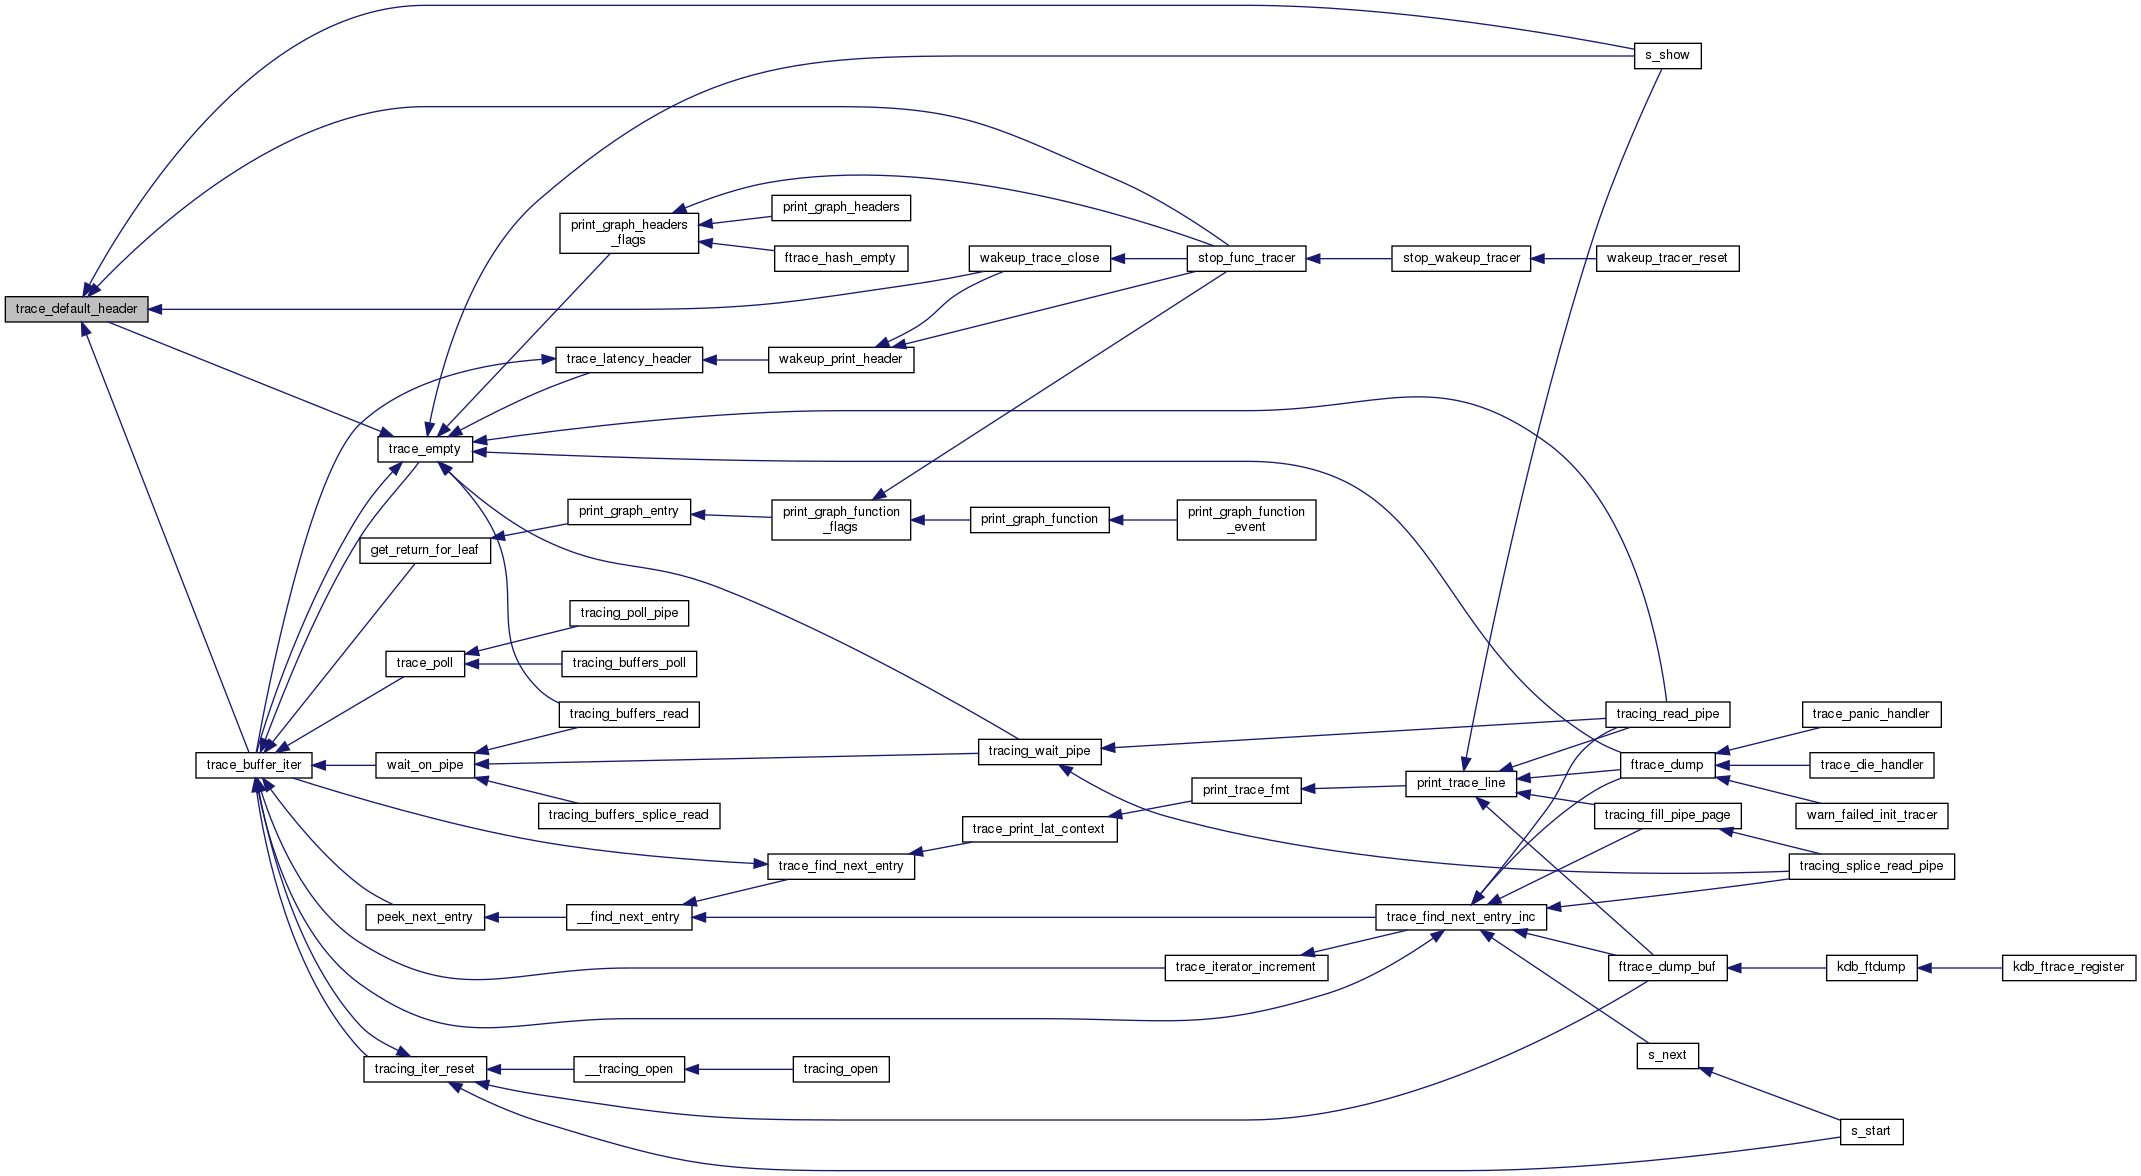 s_show
print_graph_headers
print_graph_headers
_flags
ftrace_hash_empty
wakeup_trace_close
stop_func_tracer
stop_wakeup_tracer
wakeup_tracer_reset
trace_default_header
trace_latency_header
wakeup_print_header
trace_empty
print_graph_entry
print_graph_function
_flags
print_graph_function
print_graph_function
_event
get_return_for_leaf
tracing_poll_pipe
trace_poll
tracing_buffers_poll
tracing_buffers_read
tracing_read_pipe
trace_panic_handler
trace_buffer_iter
wait_on_pipe
tracing_wait_pipe
ftrace_dump
trace_die_handler
print_trace_fmt
print_trace_line
tracing_buffers_splice_read
tracing_fill_pipe_page
warn_failed_init_tracer
trace_print_lat_context
trace_find_next_entry
tracing_splice_read_pipe
peek_next_entry
__find_next_entry
trace_find_next_entry_inc
trace_iterator_increment
ftrace_dump_buf
kdb_ftdump
kdb_ftrace_register
s_next
tracing_iter_reset
__tracing_open
tracing_open
s_start